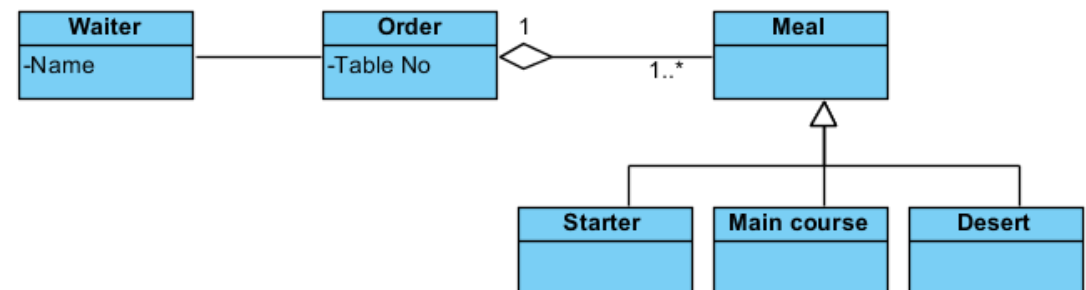 Waiter
-Name
Order
-Table No
1
1..*
Meal
Starter
Main course
Desert